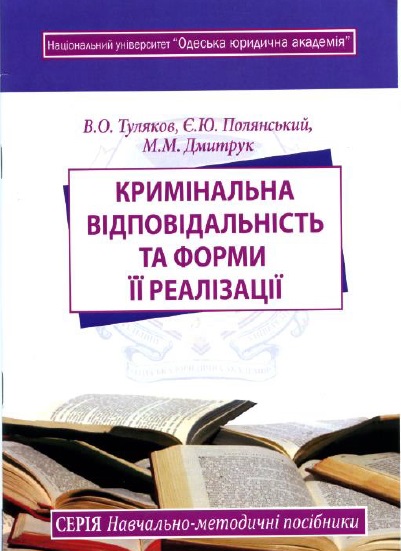 Національний університет "Одеська юридична академія"
В.О. Туляков, Є.Ю. Полянський,
М.М. Дмитрук
КРИМІНАЛЬНА
ВІДПОВІДАЛЬНІСТЬ
ТА ФОРМИ
ЇЇ РЕАЛІЗАЦІЇ
СЕРІЯ Навчально-методичні посібники